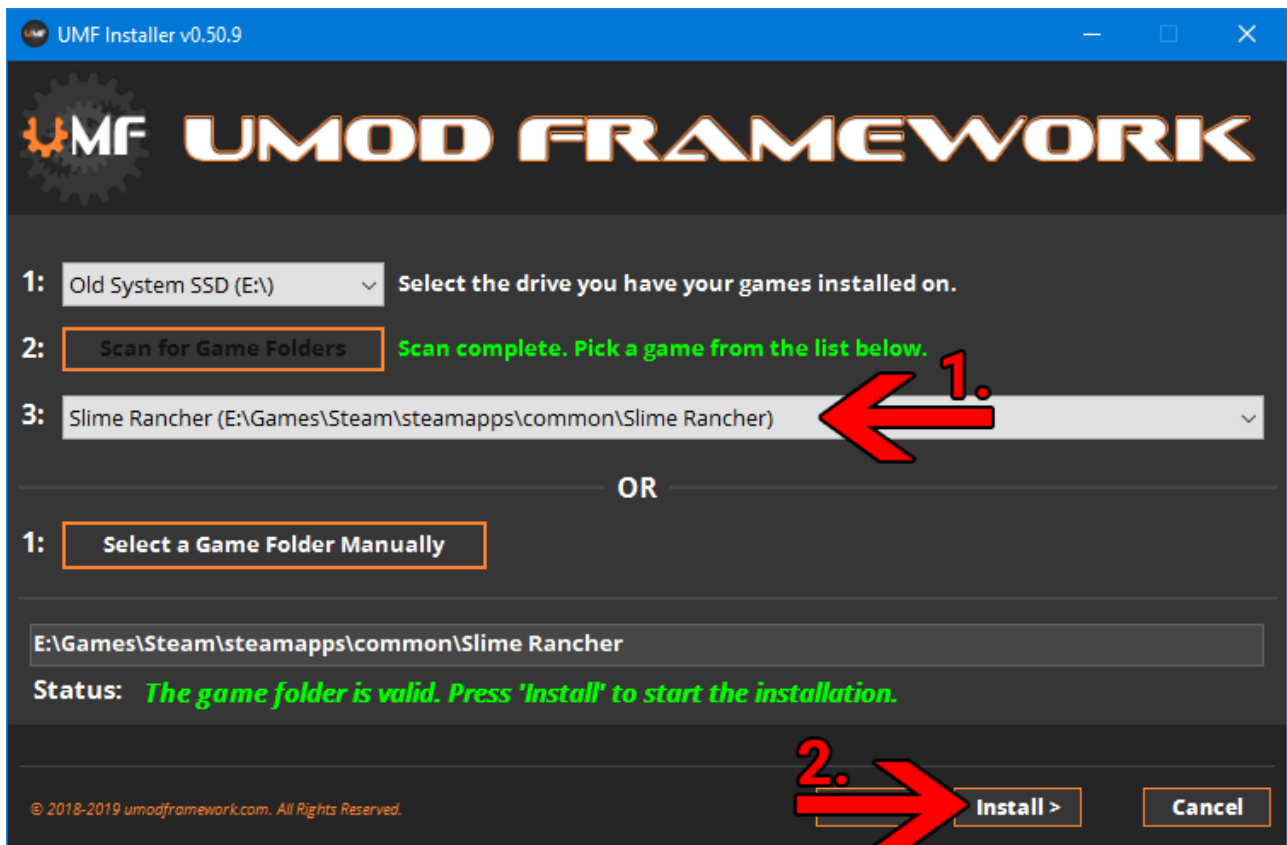 UMF Installer v0.50.9
UMF UMOD FRAMEWORK
1: Old System SSD (E:\) Select the drive you have your games installed on.
2: Scan for Game Folders Scan complete. Pick a game from the list below.
1.
3: Slime Rancher (E:\Games\Steam\steamapps\common\Slime Rancher)
OR
1: Select a Game Folder Manually
E:\Games\Steam\steamapps\common\Slime Rancher
Status: The game folder is valid. Press 'Install' to start the installation.
2.
© 2018-2019 umodframework.com. All Rights Reserved. Install > Cancel